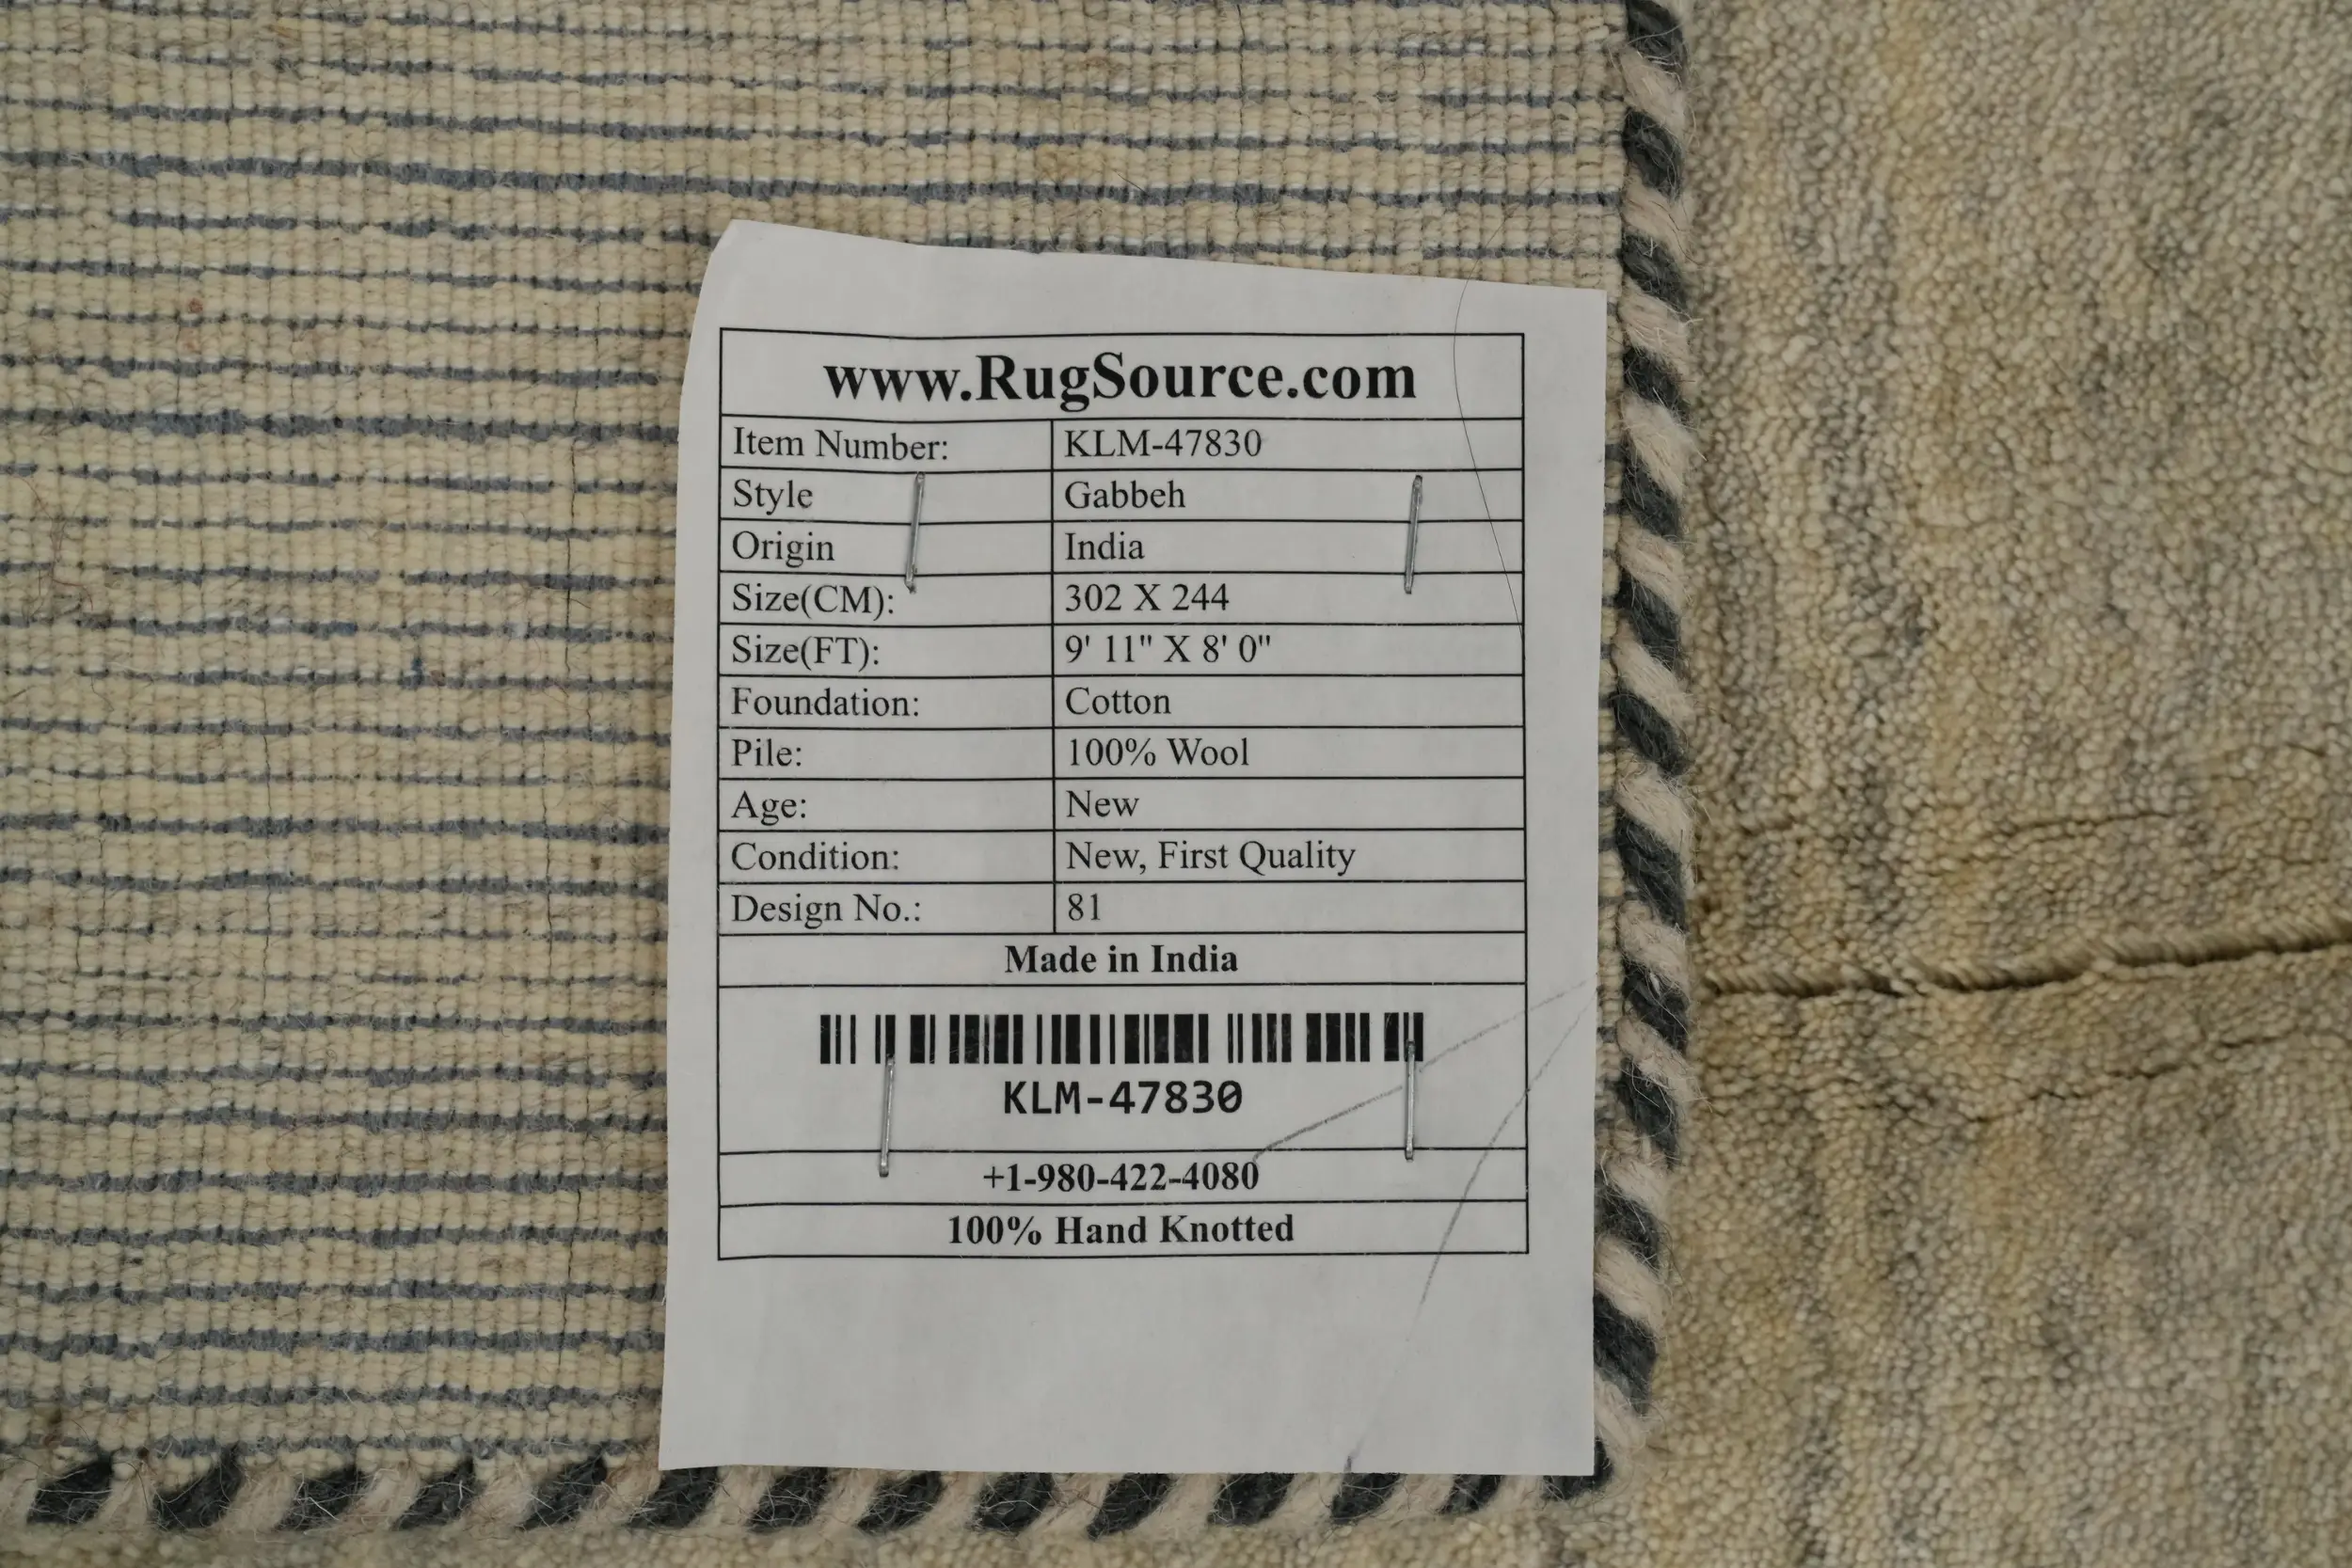 www.RugSource.com
Item Number: KLM-47830
Style Gabbeh
Origin India
Size(CM): 302 X 244
Size(FT): 9' 11" X 8' 0"
Foundation: Cotton
Pile: 100% Wool
Age: New
Condition: New, First Quality
Design No.: 81
Made in India
KLM-47830
+1-980-422-4080
100% Hand Knotted